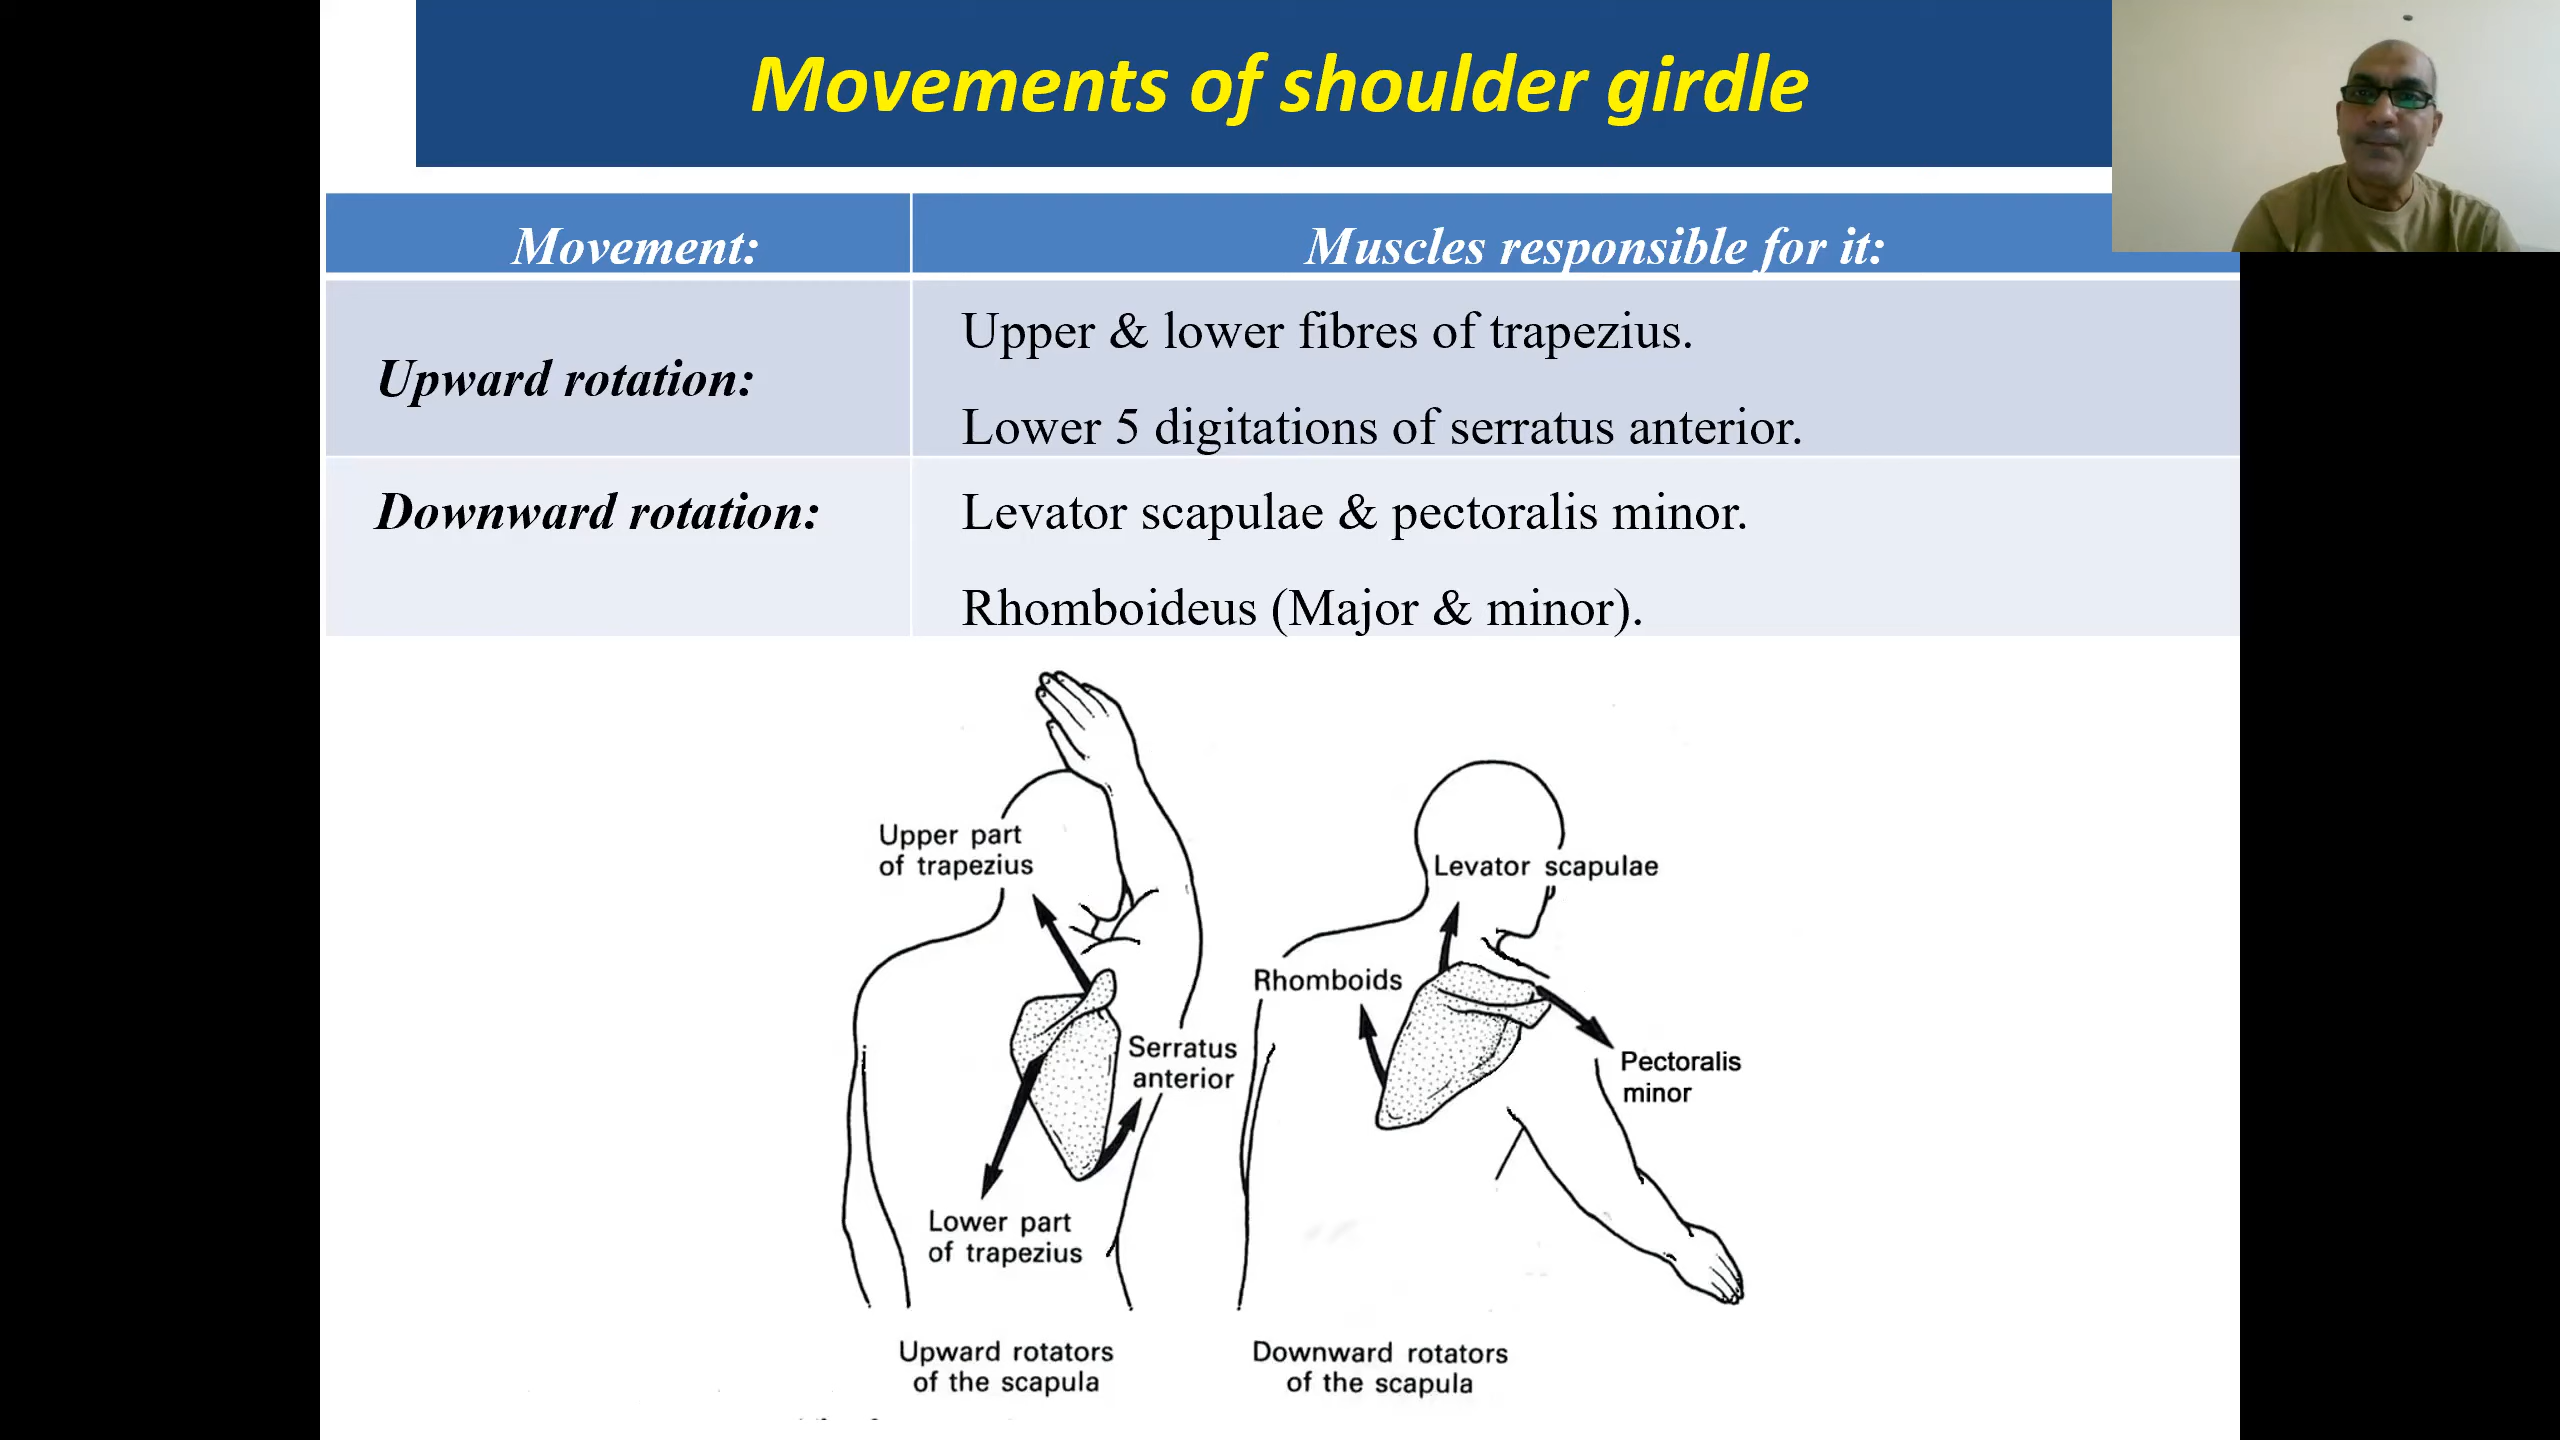 Movements of shoulder girdle
Movement:
Muscles responsible for it:
Upward rotation:
Upper & lower fibres of trapezius.
Lower 5 digitations of serratus anterior.
Downward rotation:
Levator scapulae & pectoralis minor.
Rhomboideus (Major & minor).
Upper part
of trapezius
Serratus
anterior
Lower part
of trapezius
Upward rotators
of the scapula
Levator scapulae
Rhomboids
Pectoralis
minor
Downward rotators
of the scapula